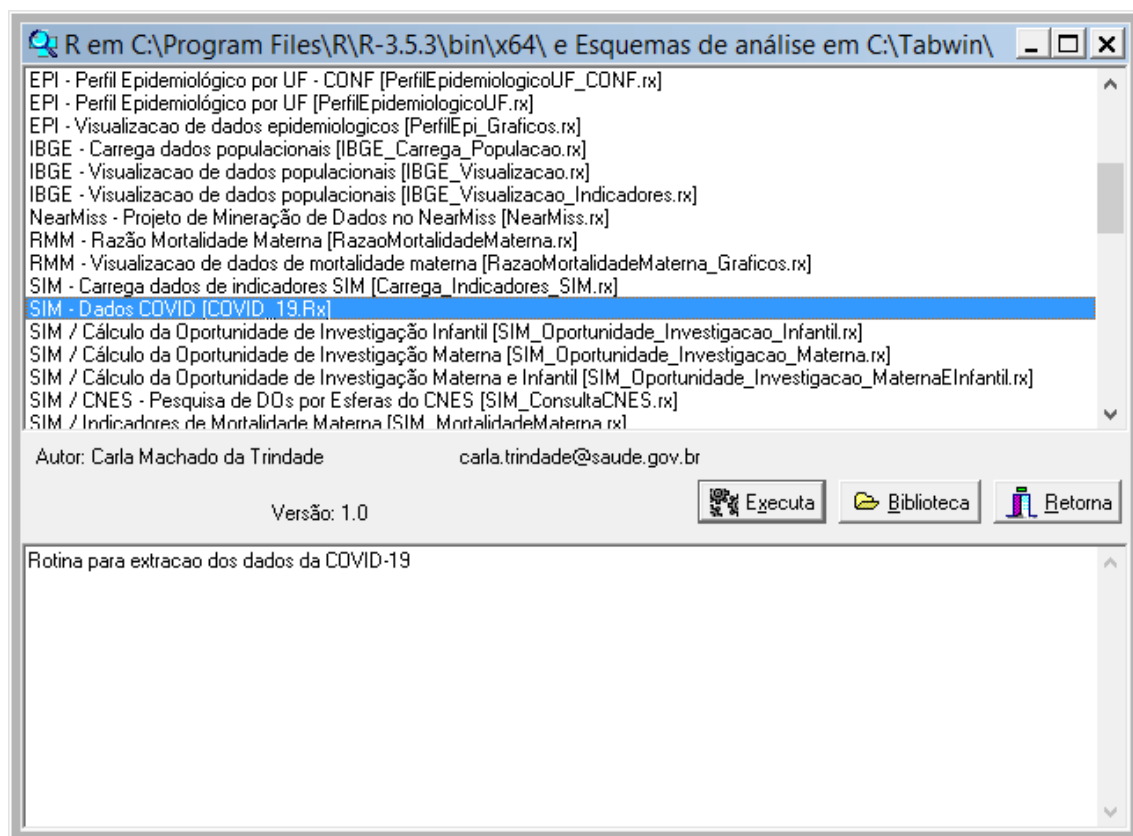 R em C:\Program Files\R\R-3.5.3\bin\x64\ e Esquemas de análise em C:\Tabwin\
EPI - Perfil Epidemiológico por UF - CONF [PerfilEpidemiologicoUF_CONF.rx]
EPI - Perfil Epidemiológico por UF [PerfilEpidemiologicoUF.rx]
EPI - Visualizacao de dados epidemiologicos [PerfilEpi_Graficos.rx]
IBGE - Carrega dados populacionais [IBGE_Carrega_Populacao.rx]
IBGE - Visualizacao de dados populacionais [IBGE_Visualizacao.rx]
IBGE - Visualizacao de dados populacionais [IBGE_Visualizacao_Indicadores.rx]
NearMiss - Projeto de Mineração de Dados no NearMiss [NearMiss.rx]
RMM - Razão Mortalidade Materna [RazaoMortalidadeMaterna.rx]
RMM - Visualizacao de dados de mortalidade materna [RazaoMortalidadeMaterna_Graficos.rx]
SIM - Carrega dados de indicadores SIM [Carrega_Indicadores_SIM.rx]
SIM - Dados COVID [COVID_19.Rx]
SIM / Cálculo da Oportunidade de Investigação Infantil [SIM_Oportunidade_Investigacao_Infantil.rx]
SIM / Cálculo da Oportunidade de Investigação Materna [SIM_Oportunidade_Investigacao_Materna.rx]
SIM / Cálculo da Oportunidade de Investigação Materna e Infantil [SIM_Oportunidade_Investigacao_MaternaEInfantil.rx]
SIM / CNES - Pesquisa de DOs por Esferas do CNES [SIM_ConsultaCNES.rx]
SIM / Indicadores de Mortalidade Materna [SIM_MortalidadeMaterna.rx]
Autor: Carla Machado da Trindade carla.trindade@saude.gov.br
Versão: 1.0 Executa Biblioteca Retorna
Rotina para extracao dos dados da COVID-19